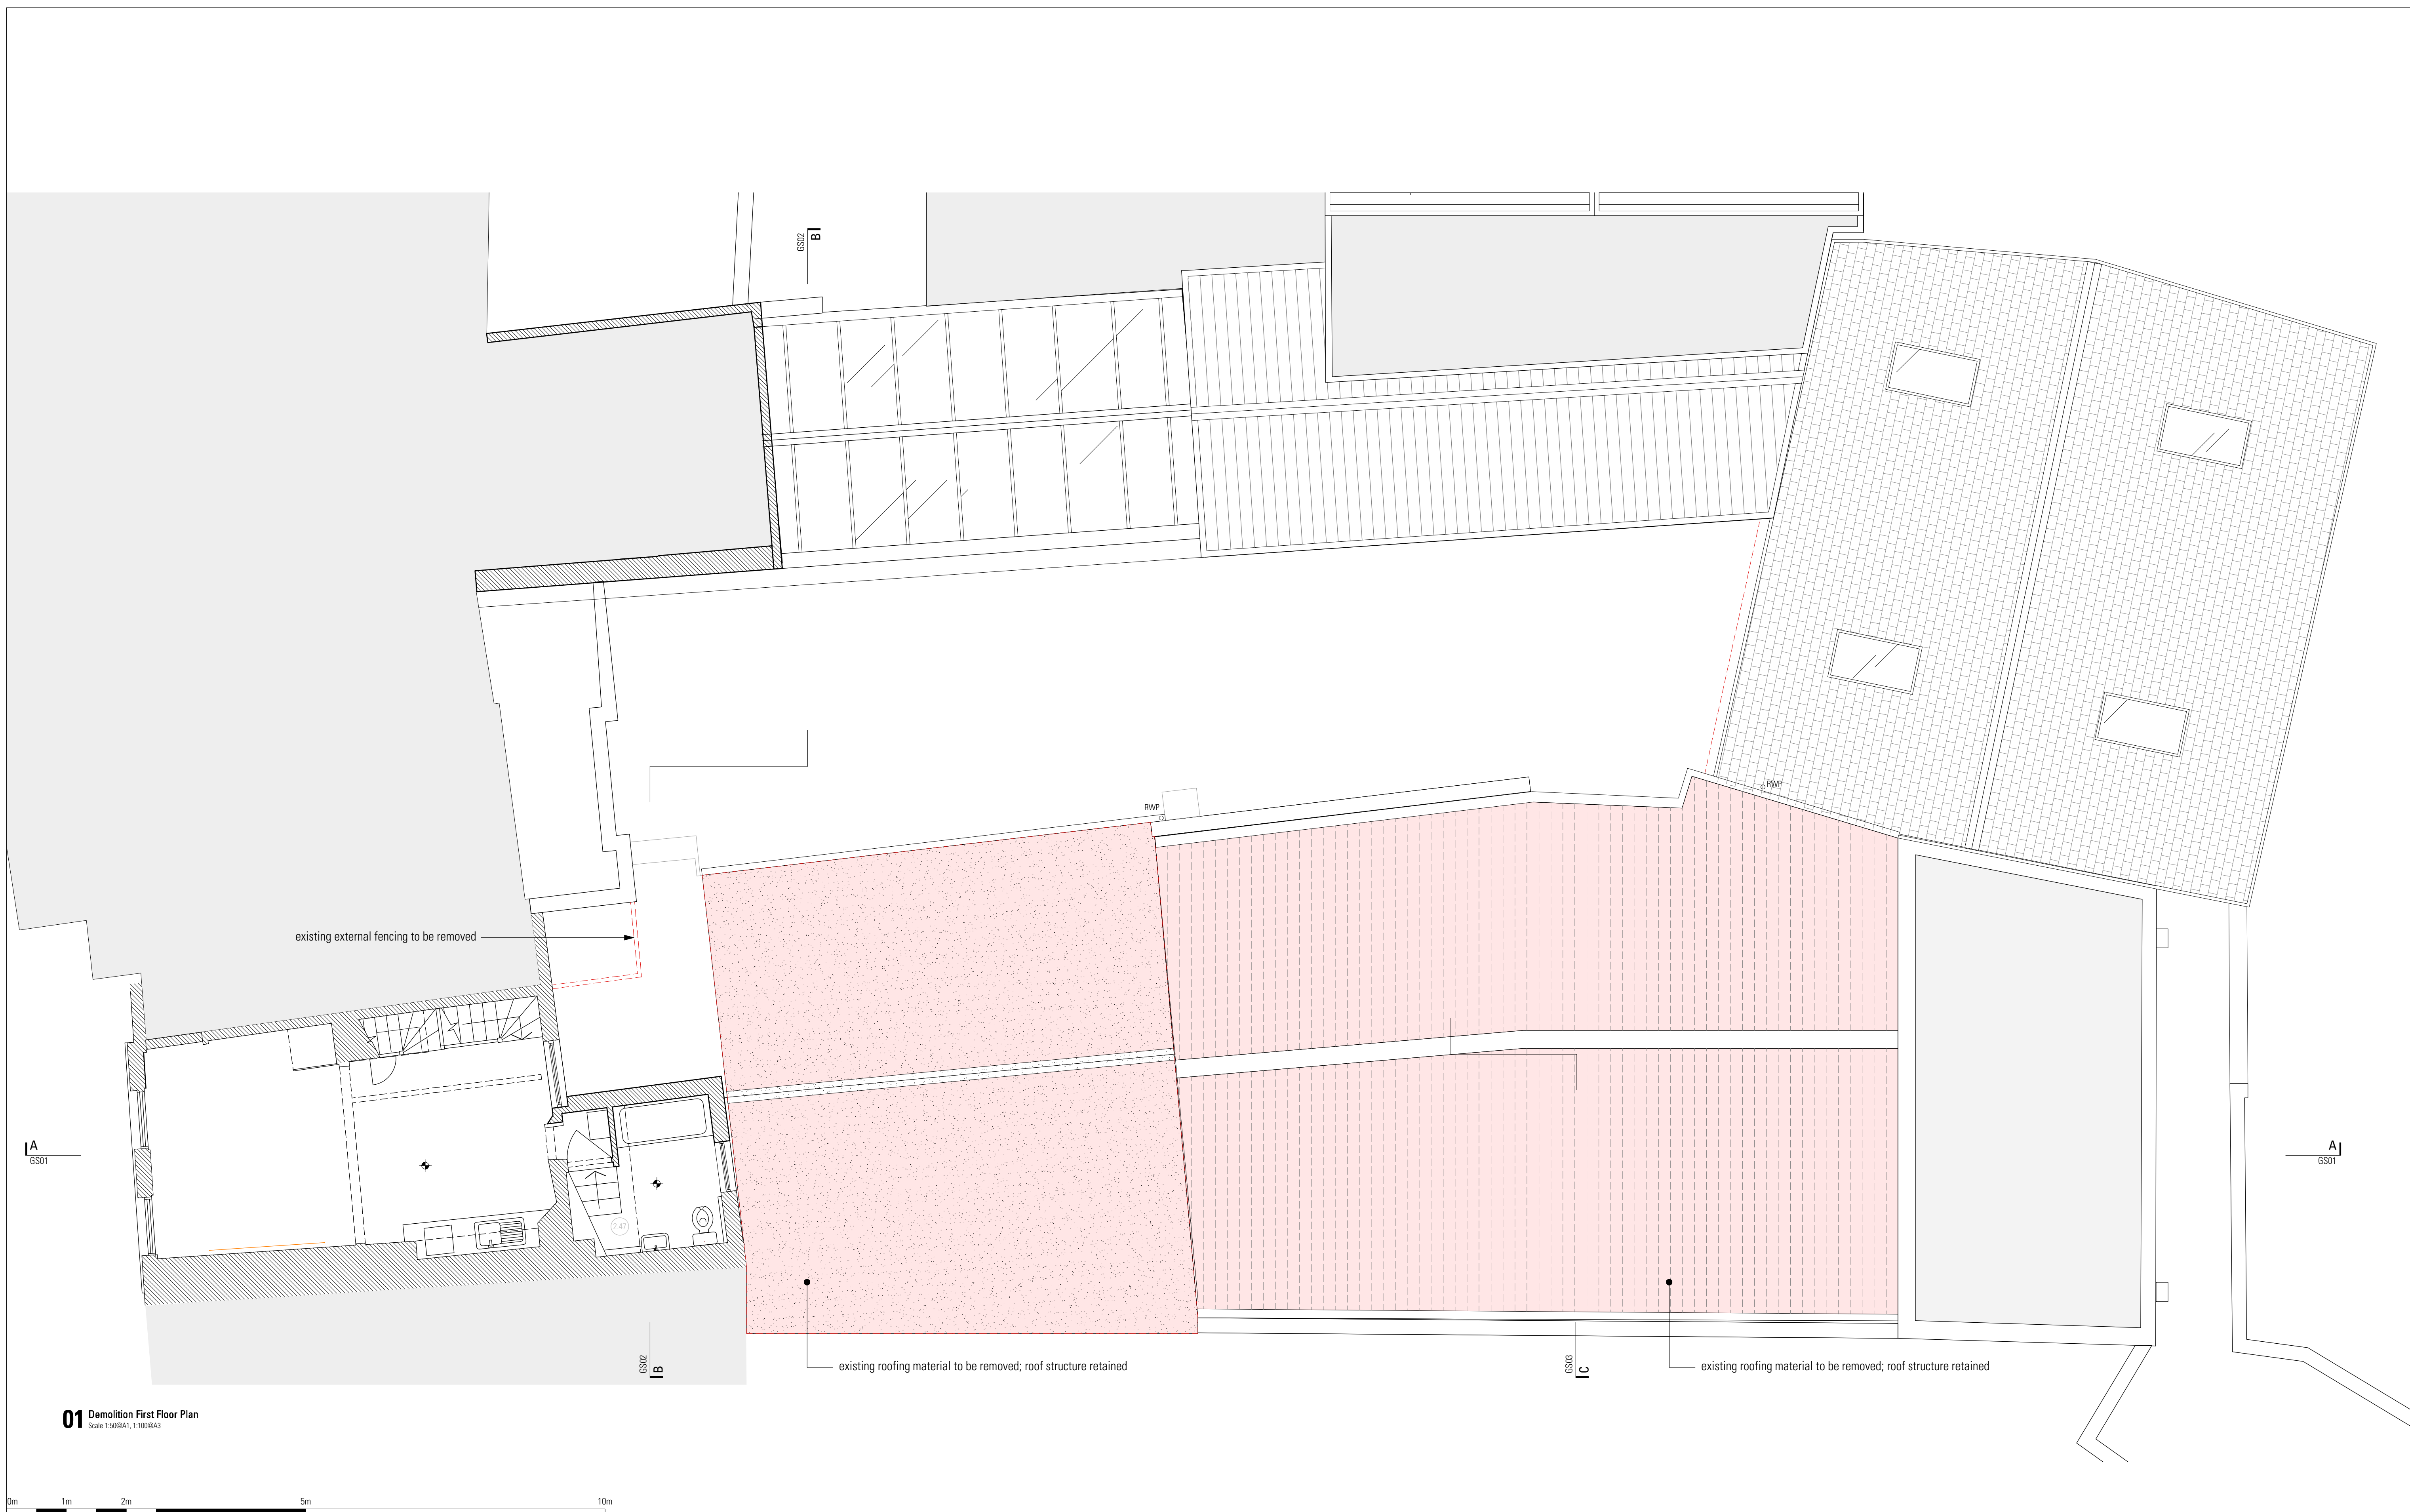 GS02
B
RWP
RWP
existing external fencing to be removed
A
GS01
A
GS01
2.47
existing roofing material to be removed; roof structure retained
existing roofing material to be removed; roof structure retained
GS02
B
GS03
C
01 Demolition First Floor Plan
Scale 1:50@A1, 1:100@A3
0m 1m 2m 5m 10m